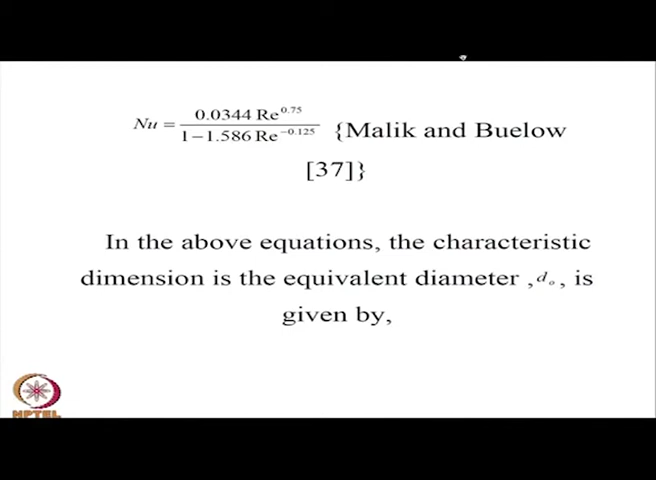 Nu = 0.0344 Re^0.75 / 1−1.586 Re^−0.125 {Malik and Buelow
[37]}
In the above equations, the characteristic
dimension is the equivalent diameter ,d_o, is
given by,
NPTEL